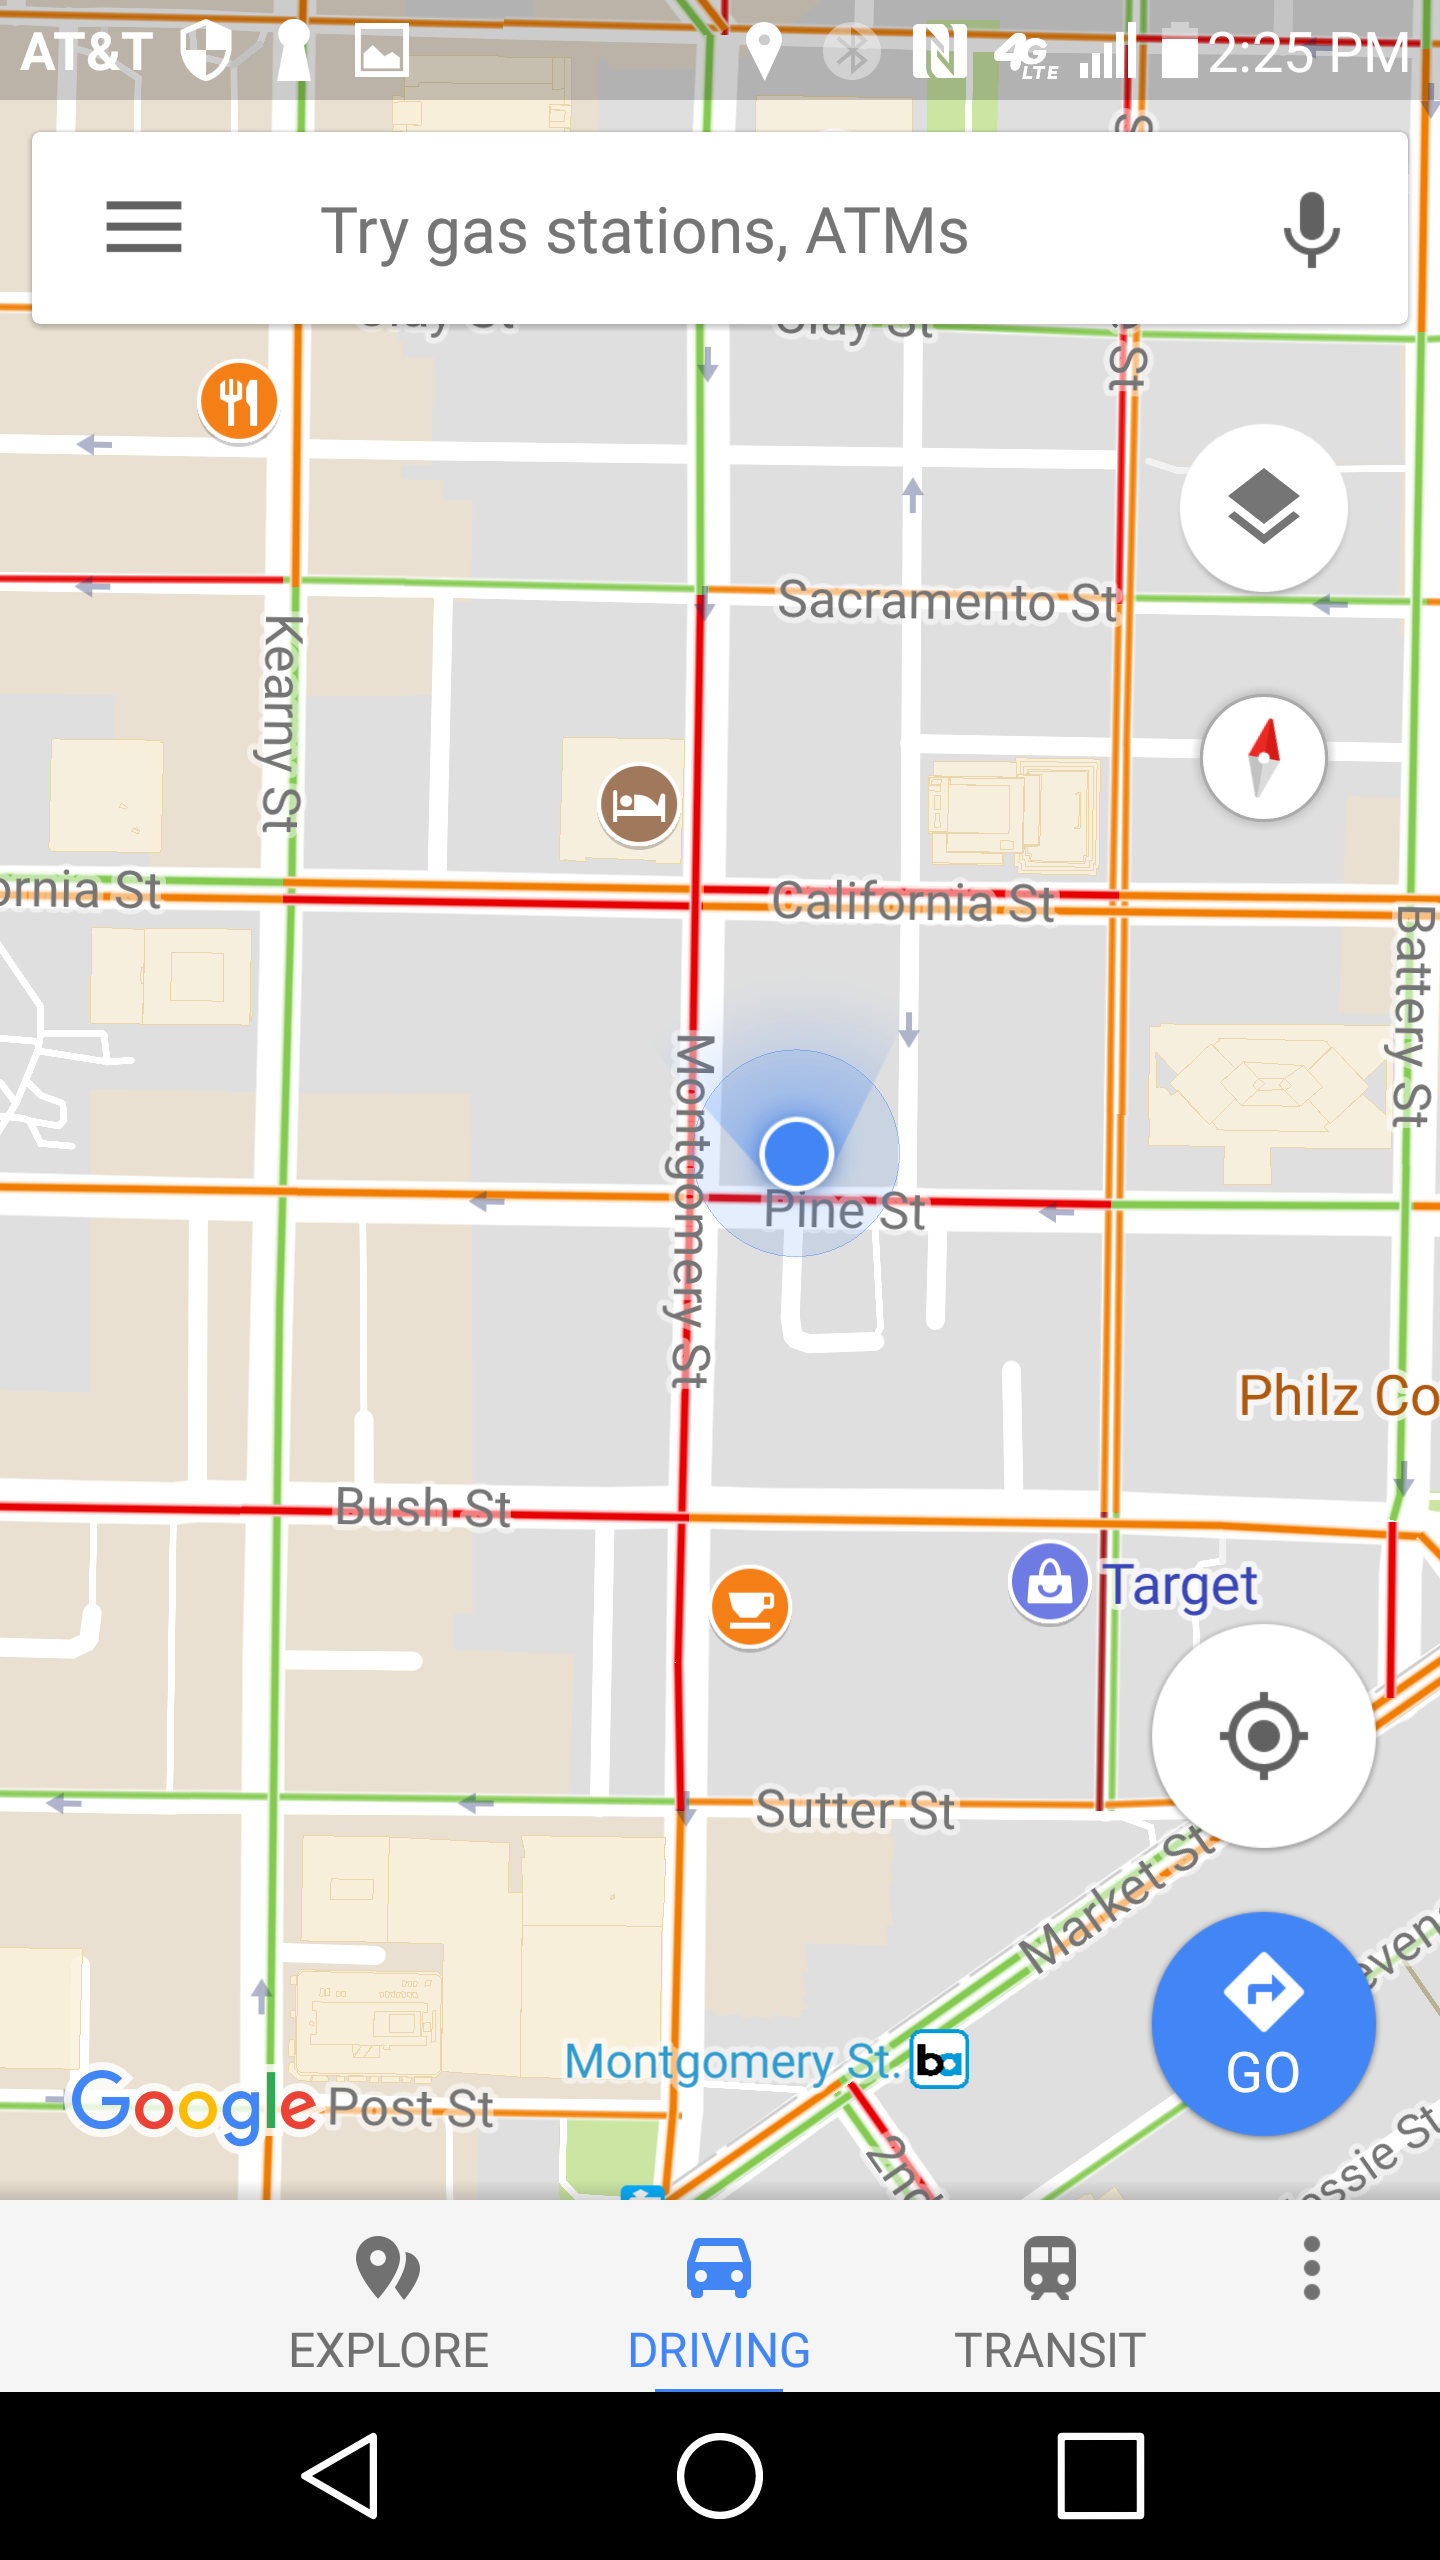 AT&T 4G LTE 2:25 PM
Try gas stations, ATMs
Clay St
Clay St
St
Sacramento St
Kearny St
ornia St
California St
Battery St
Montgomery St
Pine St
Philz Co
Bush St
Target
Sutter St
Market St
even
Montgomery St. ba
GO
Google
Post St
2nd
essie St
EXPLORE
DRIVING
TRANSIT